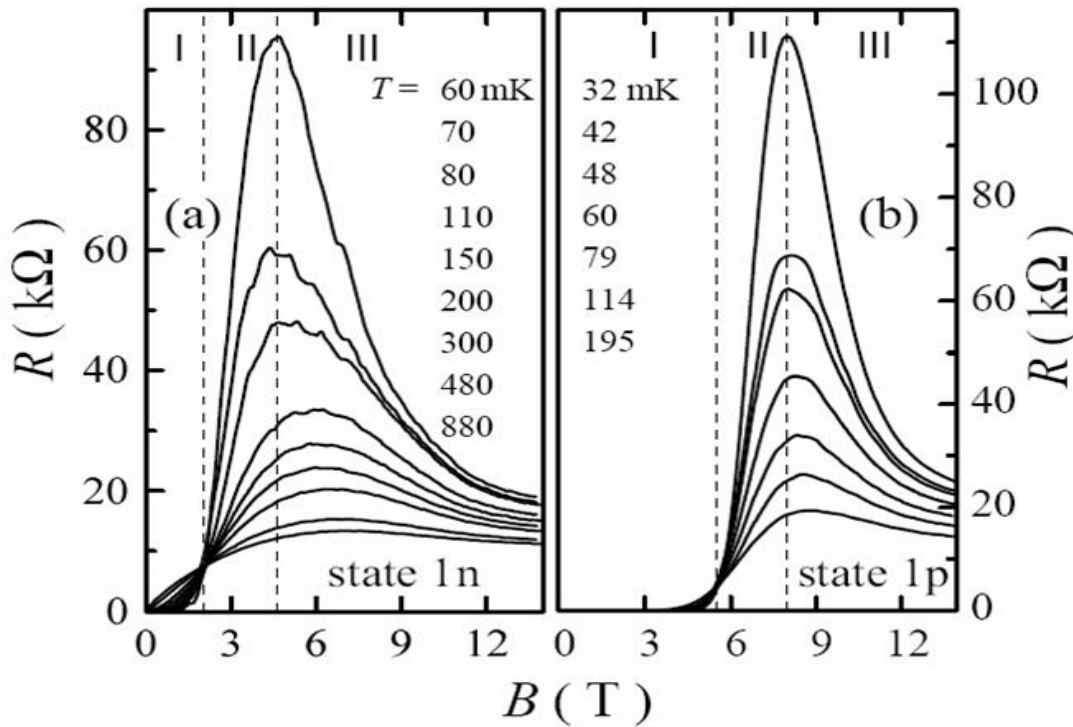 I II III
T = 60 mK
70
80
110
150
200
300
480
880
(a)
state 1n
R (kΩ)
80
60
40
20
0
0 3 6 9 12
I II III
32 mK
42
48
60
79
114
195
(b)
state 1p
R (kΩ)
100
80
60
40
20
0
3 6 9 12
B (T)